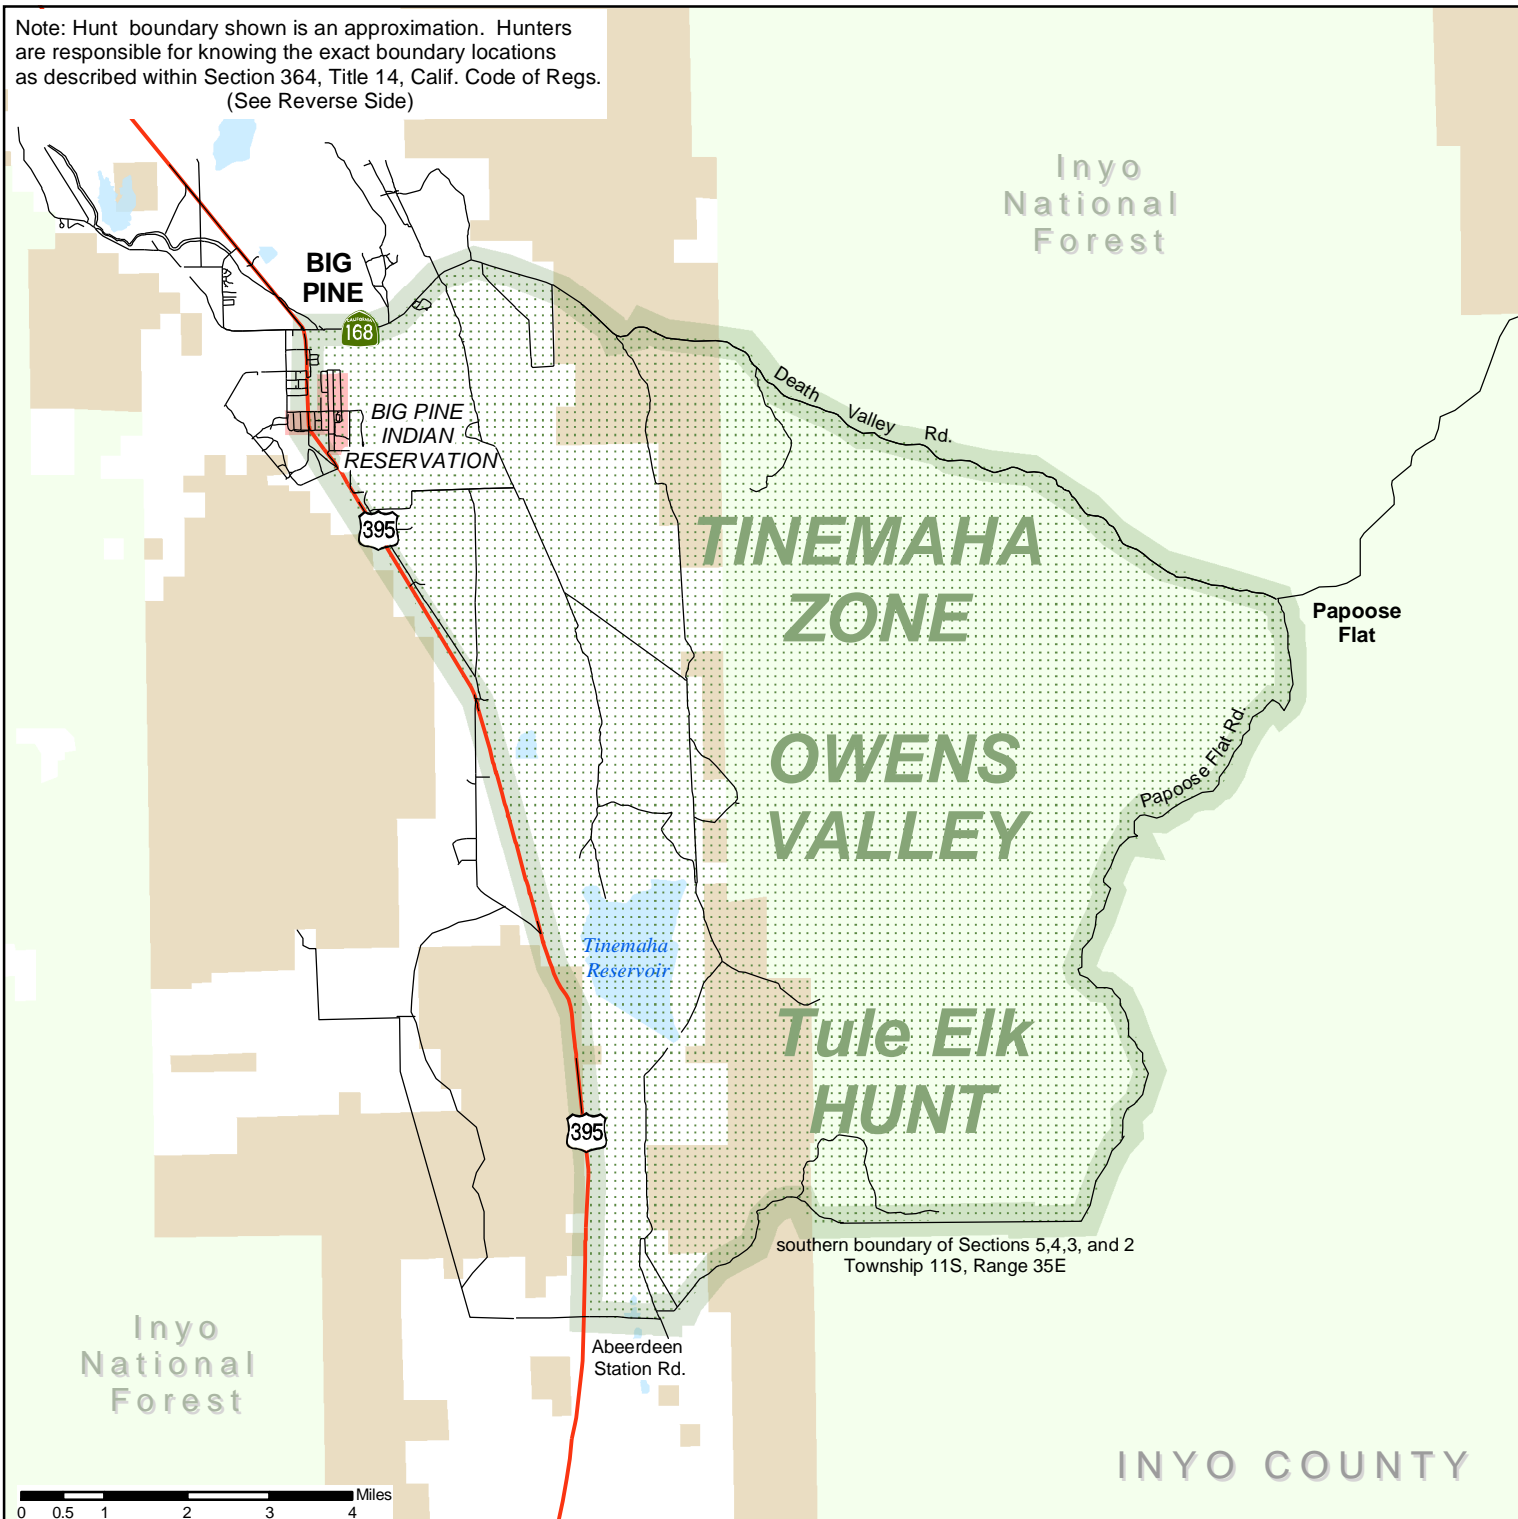 Note: Hunt boundary shown is an approximation. Hunters
are responsible for knowing the exact boundary locations
as described within Section 364, Title 14, Calif. Code of Regs.
(See Reverse Side)
Inyo
National
Forest
BIG
PINE
CALIFORNIA
168
BIG PINE
INDIAN
RESERVATION
Death Valley Rd.
395
TINEMAHA
ZONE
Papoose
Flat
OWENS
VALLEY
Papoose Flat Rd.
Tinemaha
Reservoir
Tule Elk
HUNT
395
southern boundary of Sections 5,4,3, and 2
Township 11S, Range 35E
Abeerdeen
Station Rd.
Inyo
National
Forest
INYO COUNTY
Miles
0 0.5 1 2 3 4